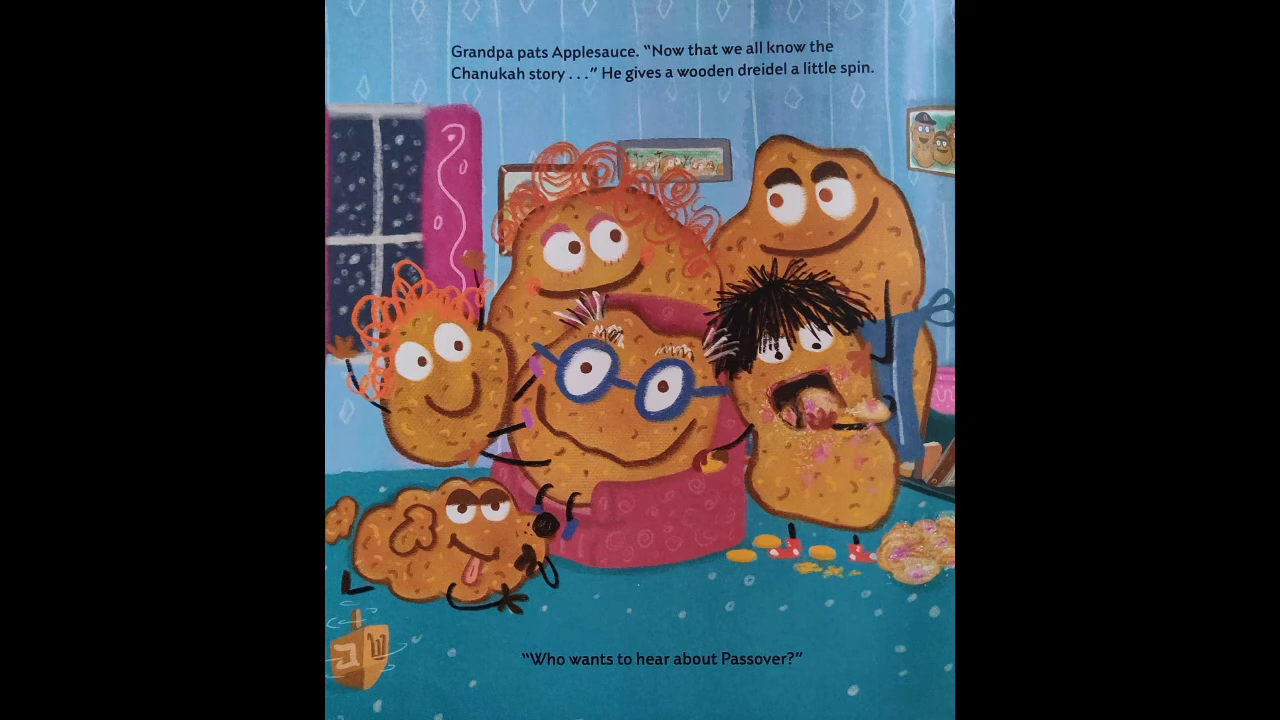 Grandpa pats Applesauce. “Now that we all know the
Chanukah story . . .” He gives a wooden dreidel a little spin.
נ ש
“Who wants to hear about Passover?”